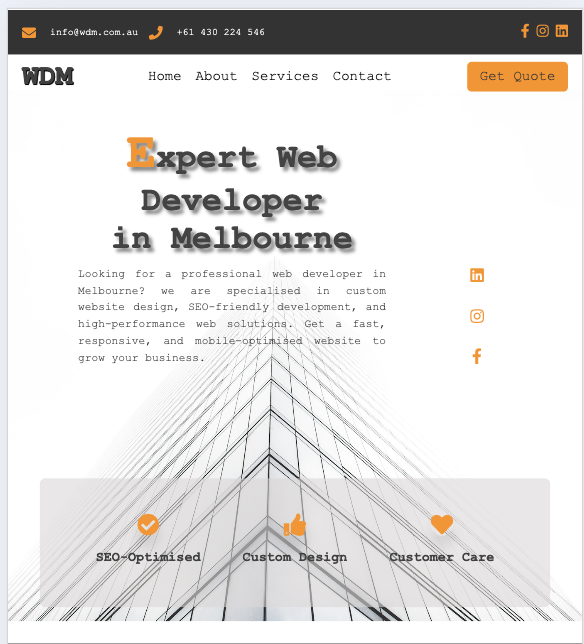 info@wdm.com.au +61 430 224 546
WDM Home About Services Contact Get Quote
Expert Web
Developer
in Melbourne
Looking for a professional web developer in
Melbourne? we are specialised in custom
website design, SEO-friendly development, and
high-performance web solutions. Get a fast,
responsive, and mobile-optimised website to
grow your business.
SEO-Optimised Custom Design Customer Care